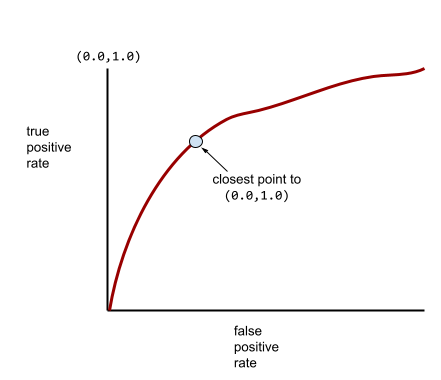 (0.0,1.0)
true
positive
rate
closest point to
(0.0,1.0)
false
positive
rate